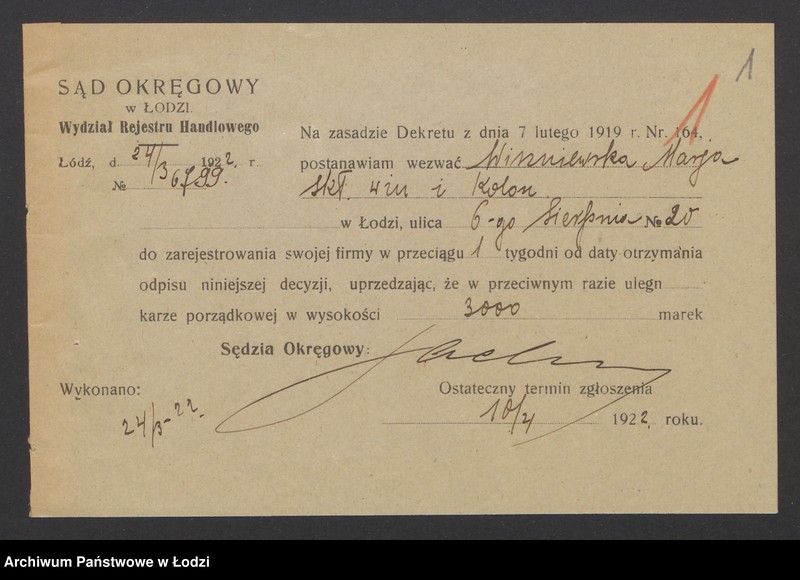 1
1
SĄD OKRĘGOWY
w ŁODZI.
Wydział Rejestru Handlowego
Łódź, d. 24/3 1922. r
№ 6799.
Na zasadzie Dekretu z dnia 7 lutego 1919 r. Nr. 164,
postanawiam wezwać Wiszniewska Marja
skł. win i Kolon.
w Łodzi, ulica 6-go Sierpnia № 20
do zarejestrowania swojej firmy w przeciągu 1 tygodni od daty otrzymania
odpisu niniejszej decyzji, uprzedzając, że w przeciwnym razie ulegn
karze porządkowej w wysokości 3000 marek
Sędzia Okręgowy:
Wykonano:
24/3-22.
Ostateczny termin zgłoszenia
10/4 1922. roku.
Archiwum Państwowe w Łodzi